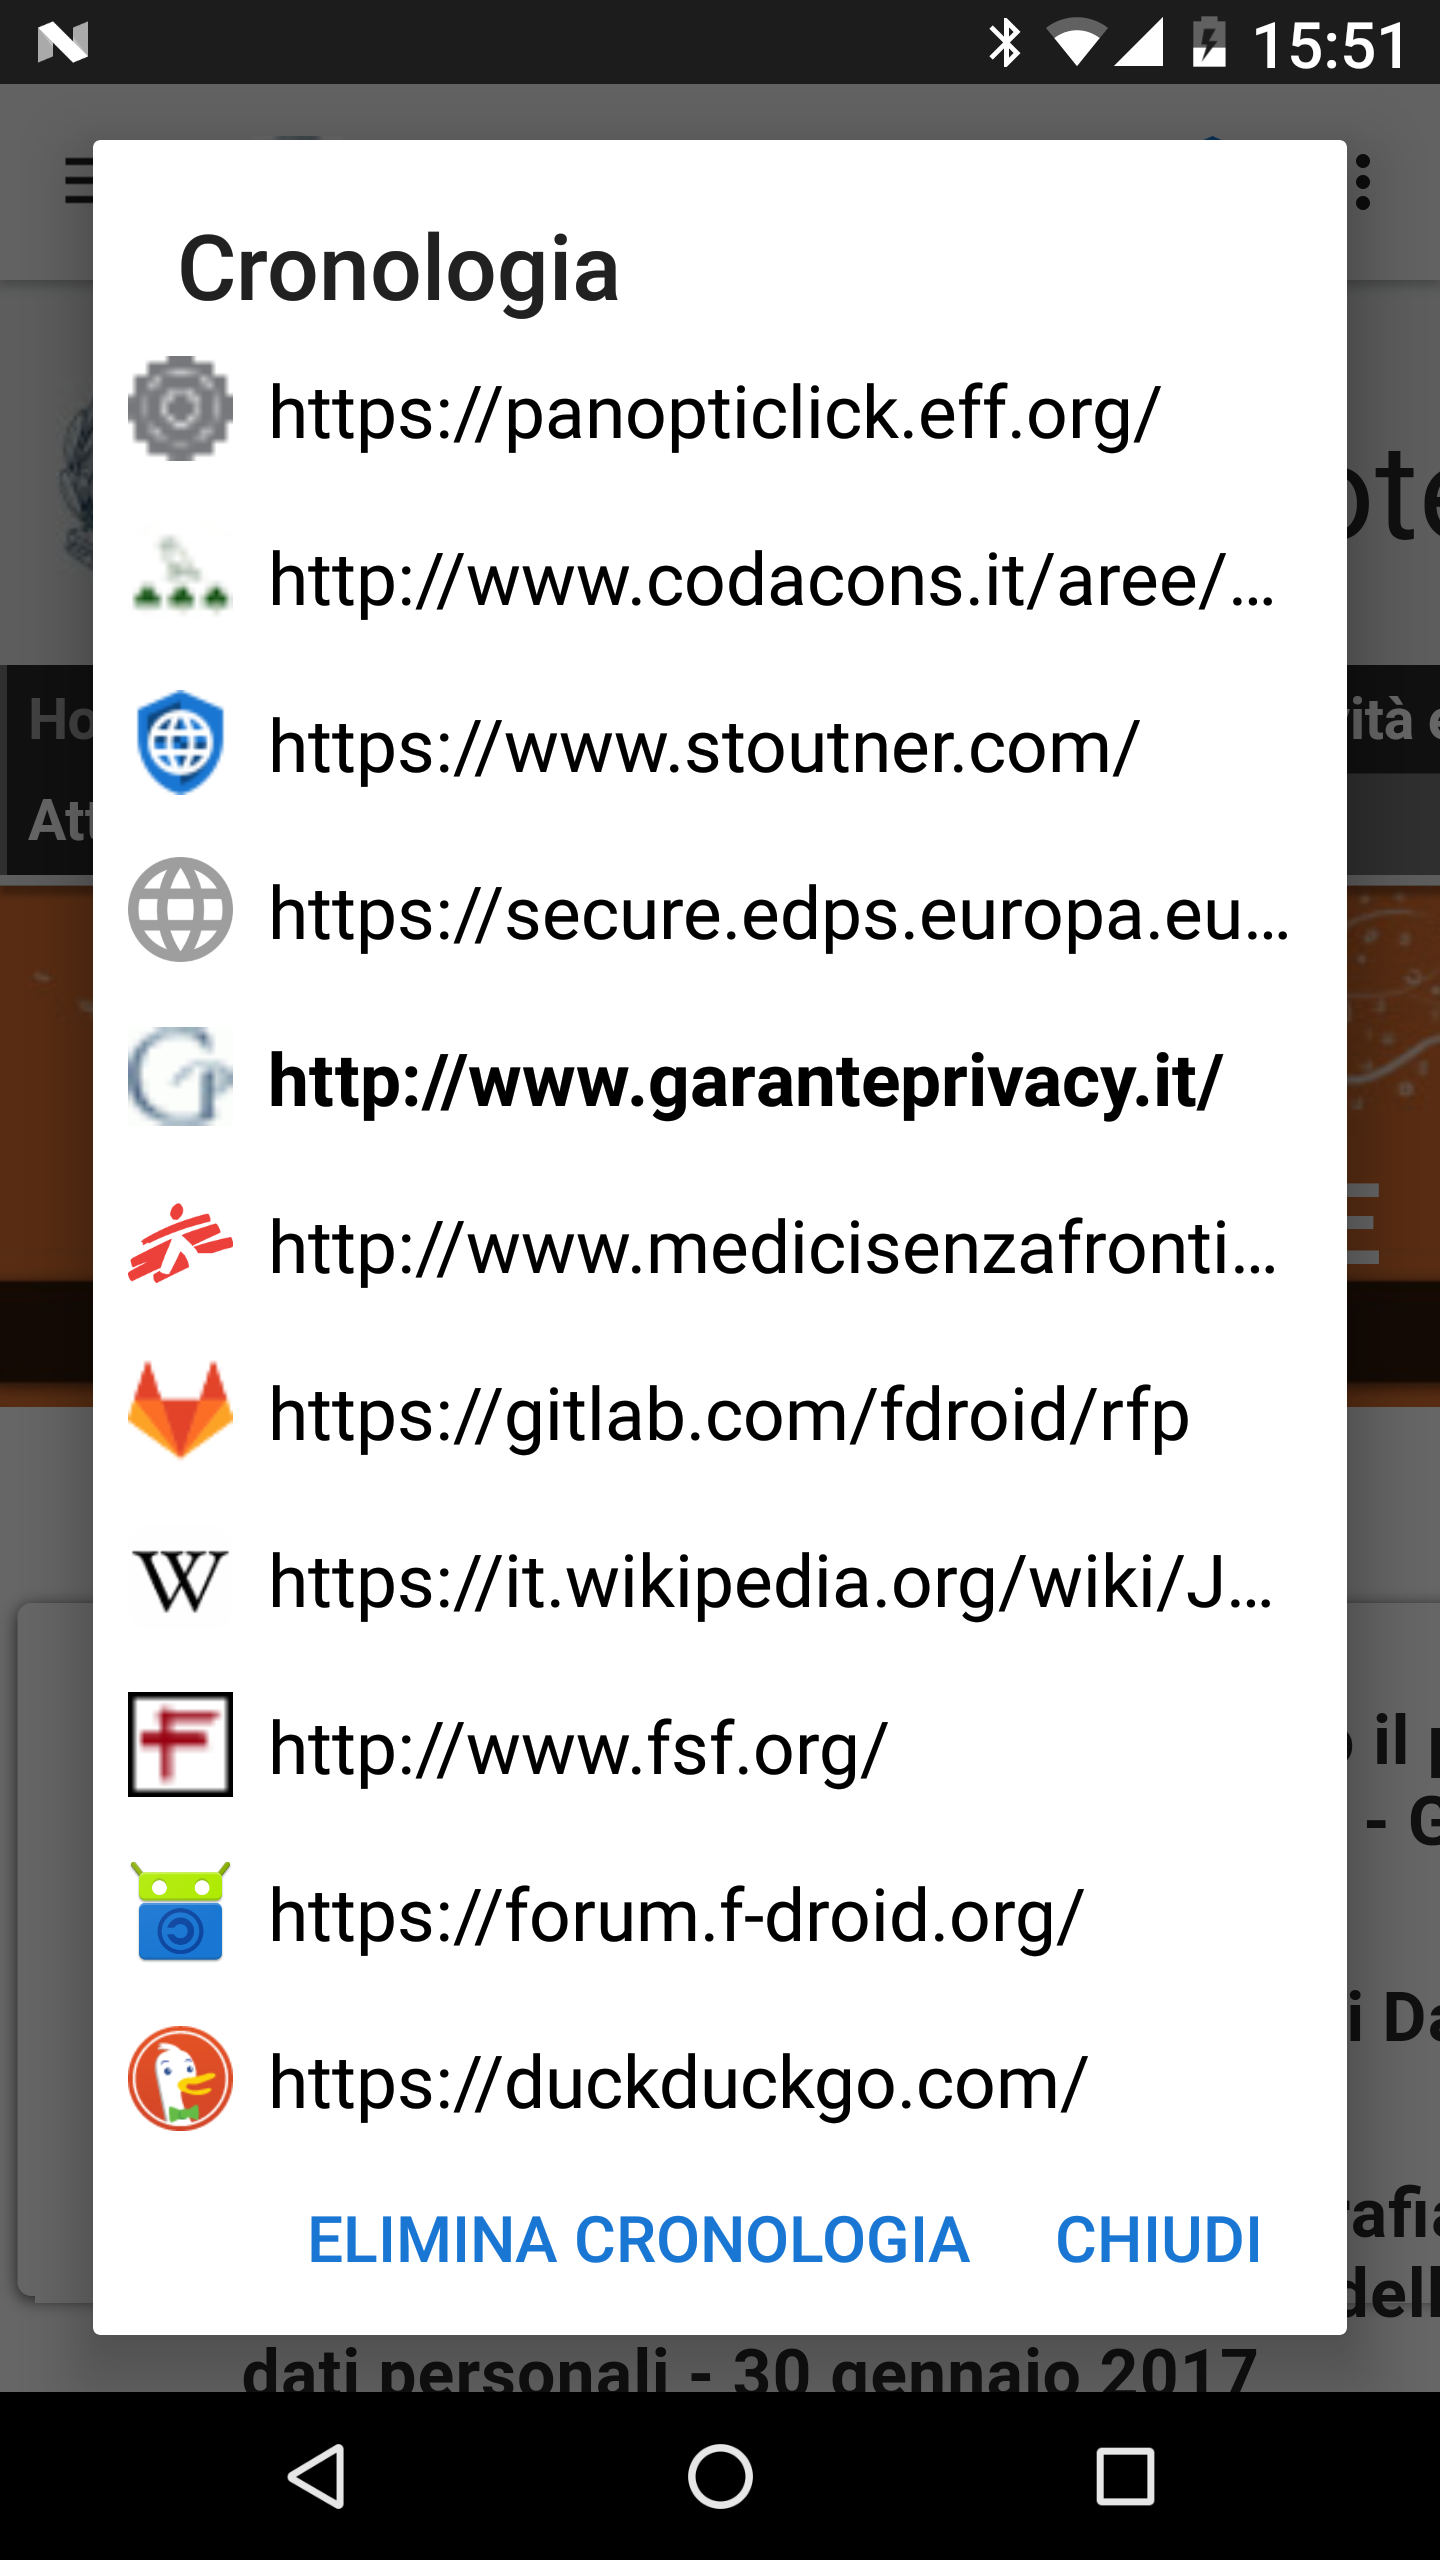 15:51
Cronologia
https://panopticlick.eff.org/
http://www.codacons.it/aree/…
https://www.stoutner.com/
https://secure.edps.europa.eu…
http://www.garanteprivacy.it/
http://www.medicisenzafronti…
https://gitlab.com/fdroid/rfp
https://it.wikipedia.org/wiki/J…
http://www.fsf.org/
https://forum.f-droid.org/
https://duckduckgo.com/
ELIMINA CRONOLOGIA CHIUDI
dati personali - 30 gennaio 2017